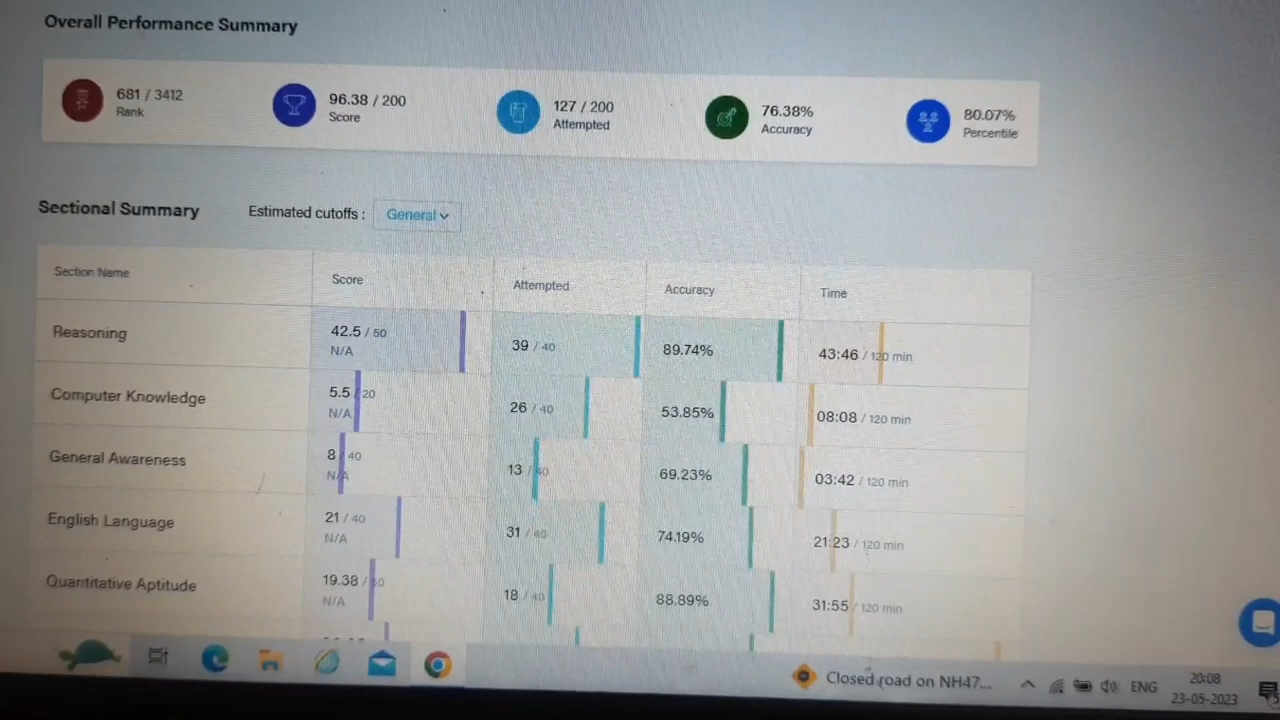 Overall Performance Summary
681 / 3412
Rank
96.38 / 200
Score
127 / 200
Attempted
76.38%
Accuracy
80.07%
Percentile
Sectional Summary
Estimated cutoffs :
General
Section Name Score Attempted Accuracy Time
Reasoning 42.5 / 50 39 / 40 89.74% 43:46 / 120 min
N/A
Computer Knowledge 5.5 / 20 26 / 40 53.85% 08:08 / 120 min
N/A
General Awareness 8 / 40 13 / 40 69.23% 03:42 / 120 min
N/A
English Language 21 / 40 31 / 40 74.19% 21:23 / 120 min
N/A
Quantitative Aptitude 19.38 / 50 18 / 40 88.89% 31:55 / 120 min
N/A
Closed road on NH47...
ENG
20:08
23-05-2023